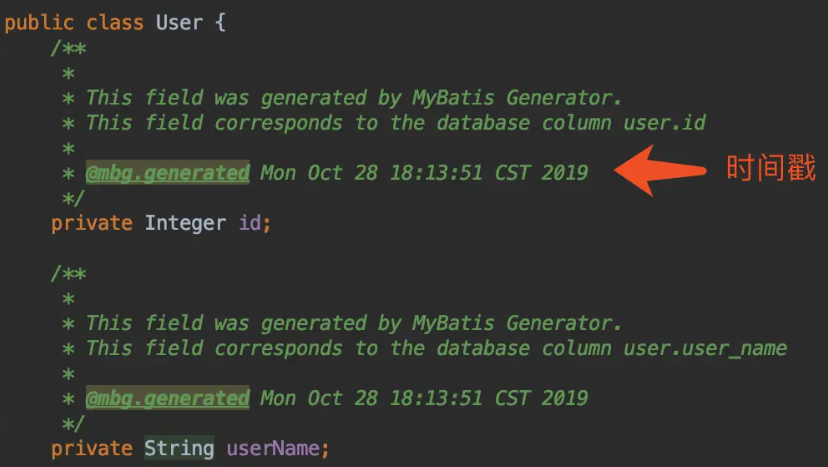 public class User {
/**
*
* This field was generated by MyBatis Generator.
* This field corresponds to the database column user.id
*
* @mbg.generated Mon Oct 28 18:13:51 CST 2019 时间戳
*/
private Integer id;
/**
*
* This field was generated by MyBatis Generator.
* This field corresponds to the database column user.user_name
*
* @mbg.generated Mon Oct 28 18:13:51 CST 2019
*/
private String userName;